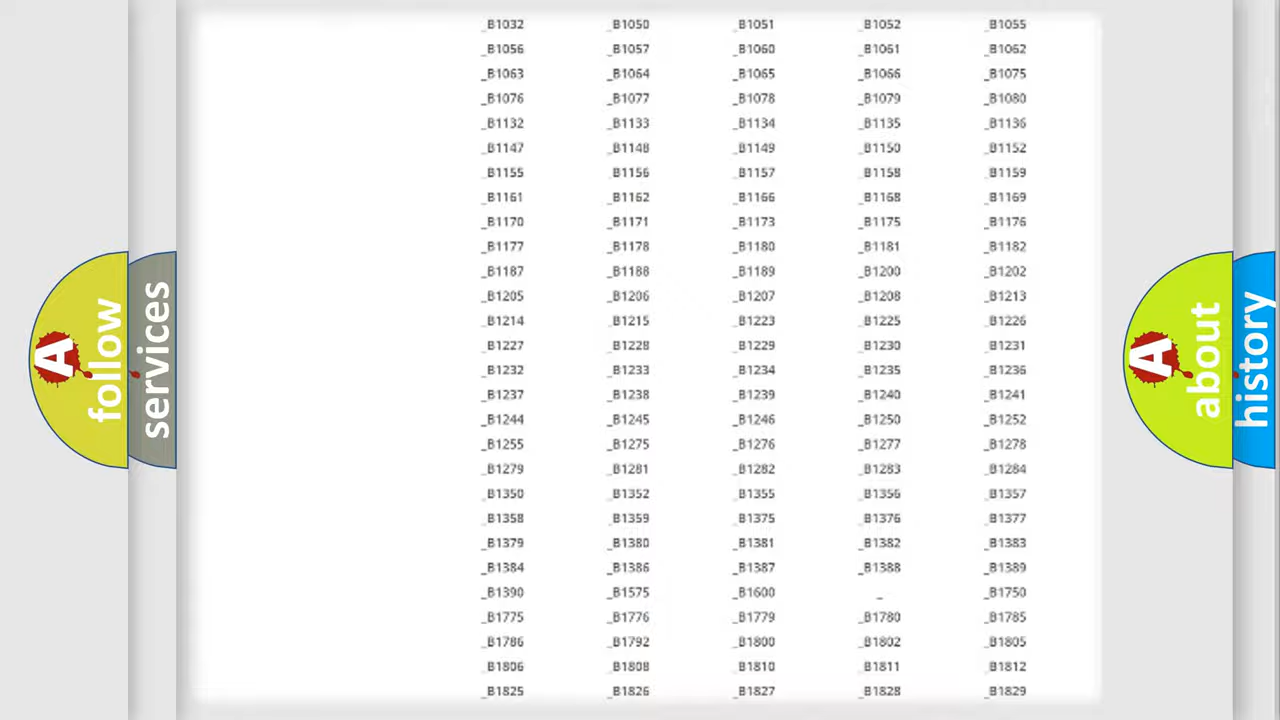 _B1032 _B1050 _B1051 _B1052 _B1055
_B1056 _B1057 _B1060 _B1061 _B1062
_B1063 _B1064 _B1065 _B1066 _B1075
_B1076 _B1077 _B1078 _B1079 _B1080
_B1132 _B1133 _B1134 _B1135 _B1136
_B1147 _B1148 _B1149 _B1150 _B1152
_B1155 _B1156 _B1157 _B1158 _B1159
_B1161 _B1162 _B1166 _B1168 _B1169
_B1170 _B1171 _B1173 _B1175 _B1176
_B1177 _B1178 _B1180 _B1181 _B1182
_B1187 _B1188 _B1189 _B1200 _B1202
_B1205 _B1206 _B1207 _B1208 _B1213
_B1214 _B1215 _B1223 _B1225 _B1226
_B1227 _B1228 _B1229 _B1230 _B1231
_B1232 _B1233 _B1234 _B1235 _B1236
_B1237 _B1238 _B1239 _B1240 _B1241
_B1244 _B1245 _B1246 _B1250 _B1252
_B1255 _B1275 _B1276 _B1277 _B1278
_B1279 _B1281 _B1282 _B1283 _B1284
_B1350 _B1352 _B1355 _B1356 _B1357
_B1358 _B1359 _B1375 _B1376 _B1377
_B1379 _B1380 _B1381 _B1382 _B1383
_B1384 _B1386 _B1387 _B1388 _B1389
_B1390 _B1575 _B1600 _ _B1750
_B1775 _B1776 _B1779 _B1780 _B1785
_B1786 _B1792 _B1800 _B1802 _B1805
_B1806 _B1808 _B1810 _B1811 _B1812
_B1825 _B1826 _B1827 _B1828 _B1829
A
follow
services
A
about
history